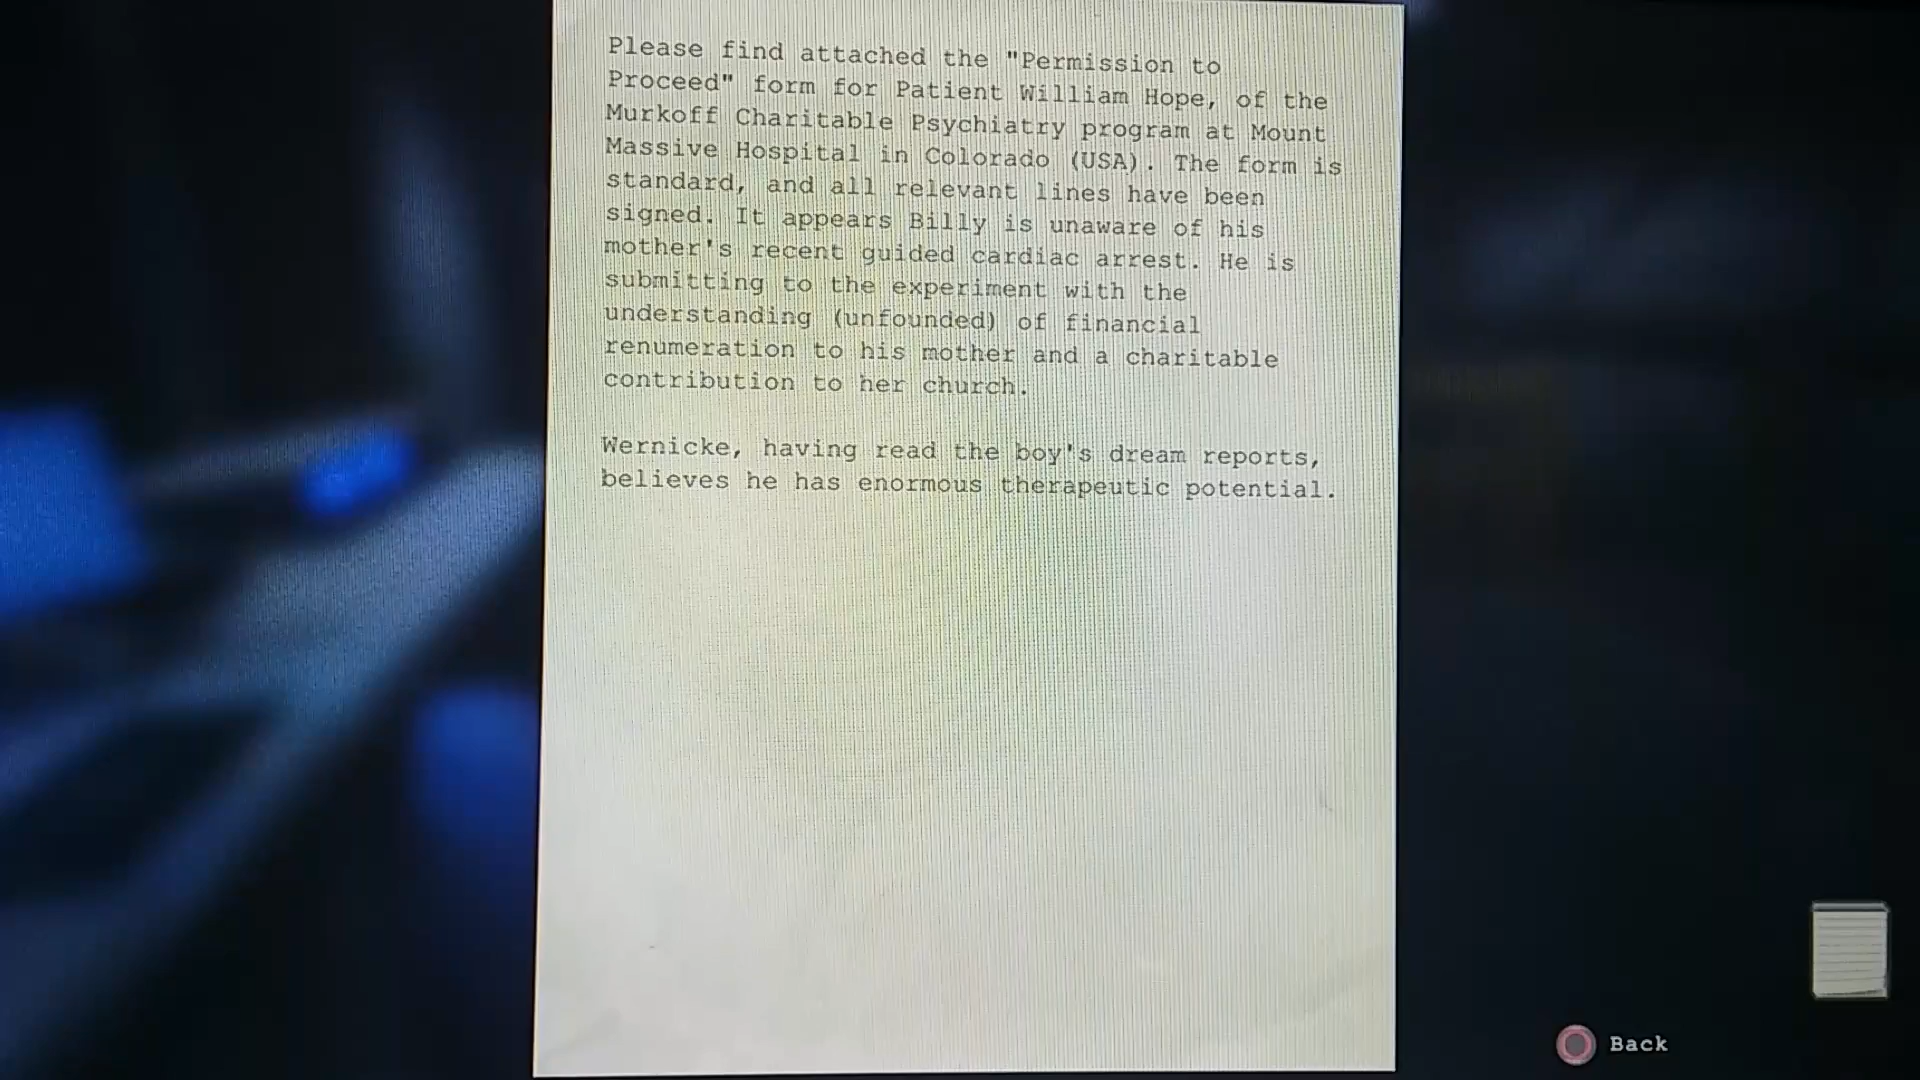 Please find attached the "Permission to
Proceed" form for Patient William Hope, of the
Murkoff Charitable Psychiatry program at Mount
Massive Hospital in Colorado (USA). The form is
standard, and all relevant lines have been
signed. It appears Billy is unaware of his
mother's recent guided cardiac arrest. He is
submitting to the experiment with the
understanding (unfounded) of financial
renumeration to his mother and a charitable
contribution to her church.
Wernicke, having read the boy's dream reports,
believes he has enormous therapeutic potential.
Back